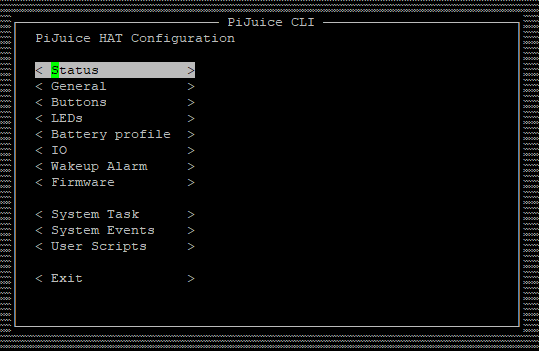 PiJuice CLI
PiJuice HAT Configuration
< Status >
< General >
< Buttons >
< LEDs >
< Battery profile >
< IO >
< Wakeup Alarm >
< Firmware >
< System Task >
< System Events >
< User Scripts >
< Exit >